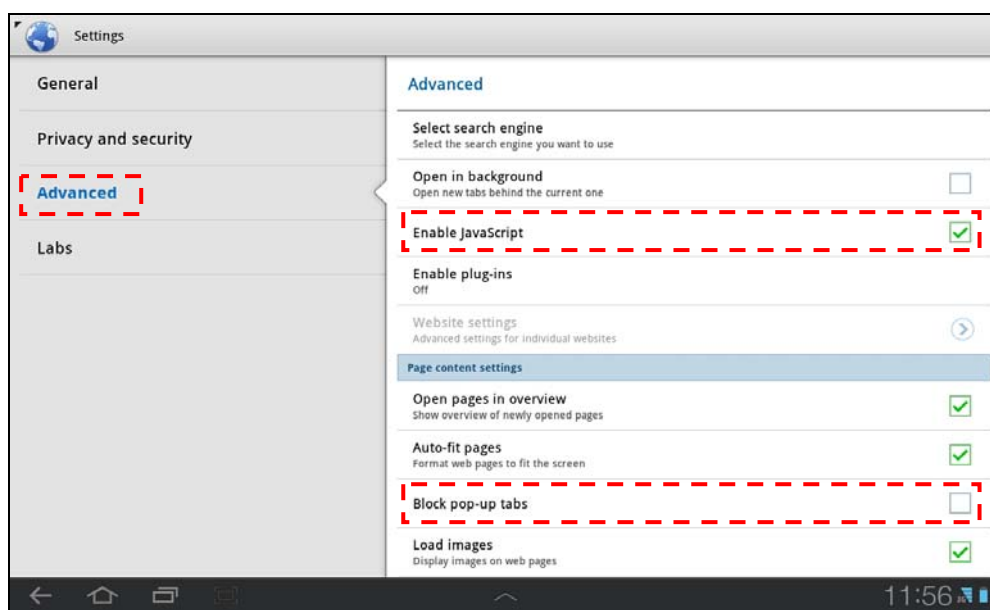 Settings
General
Privacy and security
Advanced
Labs
Advanced
Select search engine
Select the search engine you want to use
Open in background
Open new tabs behind the current one
Enable JavaScript
Enable plug-ins
Off
Website settings
Advanced settings for individual websites
Page content settings
Open pages in overview
Show overview of newly opened pages
Auto-fit pages
Format web pages to fit the screen
Block pop-up tabs
Load images
Display images on web pages
11:56